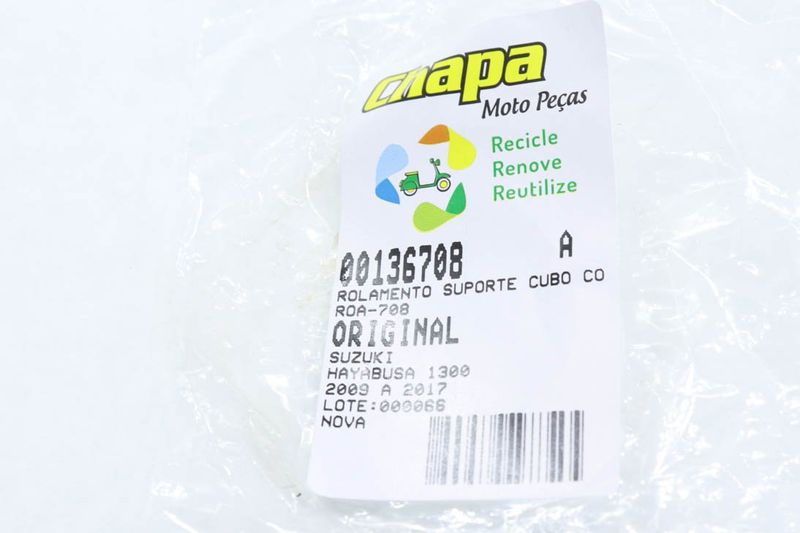 cnapa
Moto Peças
Recicle
Renove
Reutilize
00136708 A
ROLAMENTO SUPORTE CUBO CO
ROA-708
ORIGINAL
SUZUKI
HAYABUSA 1300
2009 A 2017
LOTE:000066
NOVA